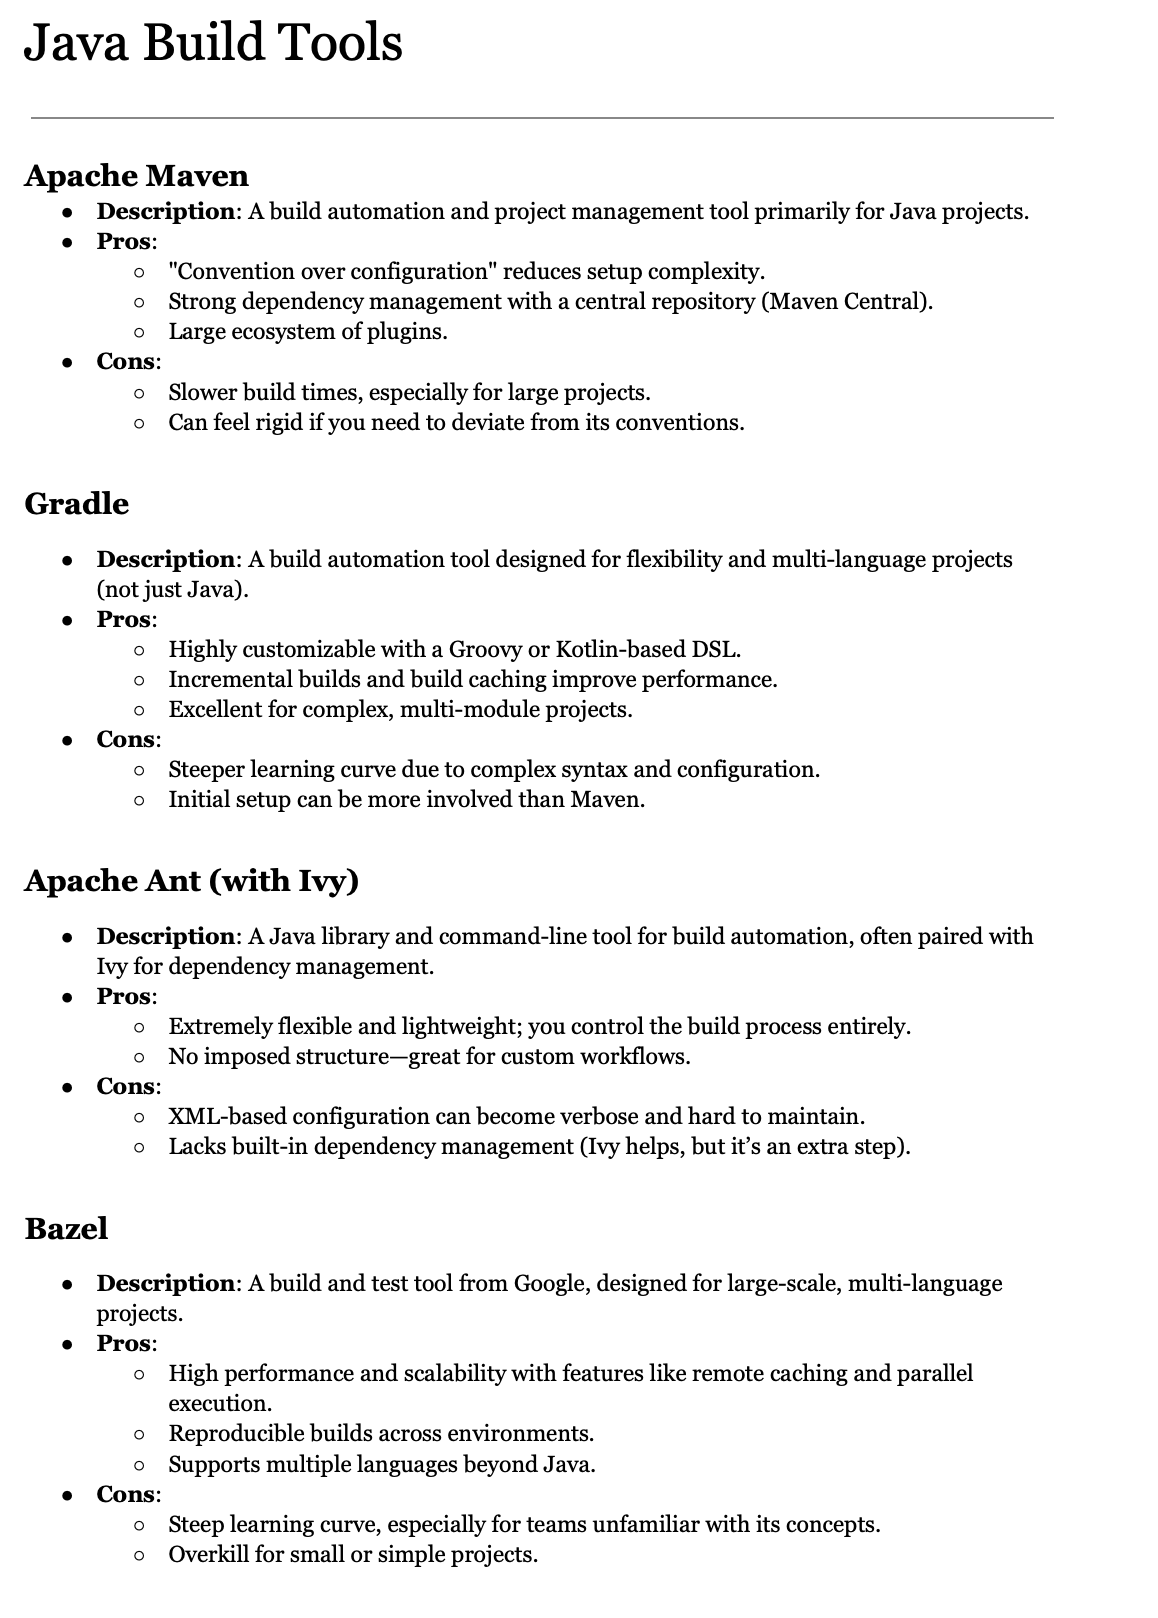 Java Build Tools
Apache Maven
● Description: A build automation and project management tool primarily for Java projects.
● Pros:
○ "Convention over configuration" reduces setup complexity.
○ Strong dependency management with a central repository (Maven Central).
○ Large ecosystem of plugins.
● Cons:
○ Slower build times, especially for large projects.
○ Can feel rigid if you need to deviate from its conventions.
Gradle
● Description: A build automation tool designed for flexibility and multi-language projects
(not just Java).
● Pros:
○ Highly customizable with a Groovy or Kotlin-based DSL.
○ Incremental builds and build caching improve performance.
○ Excellent for complex, multi-module projects.
● Cons:
○ Steeper learning curve due to complex syntax and configuration.
○ Initial setup can be more involved than Maven.
Apache Ant (with Ivy)
● Description: A Java library and command-line tool for build automation, often paired with
Ivy for dependency management.
● Pros:
○ Extremely flexible and lightweight; you control the build process entirely.
○ No imposed structure—great for custom workflows.
● Cons:
○ XML-based configuration can become verbose and hard to maintain.
○ Lacks built-in dependency management (Ivy helps, but it’s an extra step).
Bazel
● Description: A build and test tool from Google, designed for large-scale, multi-language
projects.
● Pros:
○ High performance and scalability with features like remote caching and parallel
execution.
○ Reproducible builds across environments.
○ Supports multiple languages beyond Java.
● Cons:
○ Steep learning curve, especially for teams unfamiliar with its concepts.
○ Overkill for small or simple projects.